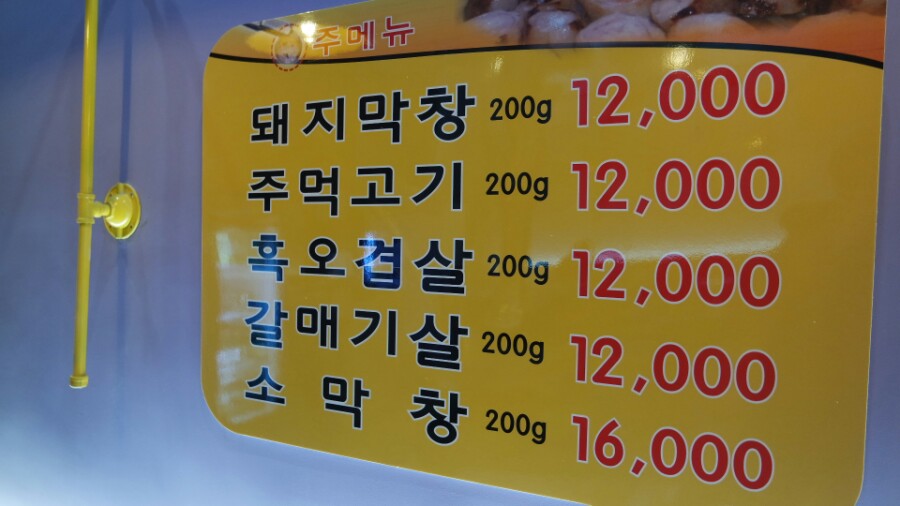 주메뉴
돼지막창 200g 12,000
주먹고기 200g 12,000
흑오겹살 200g 12,000
갈매기살 200g 12,000
소막창 200g 16,000